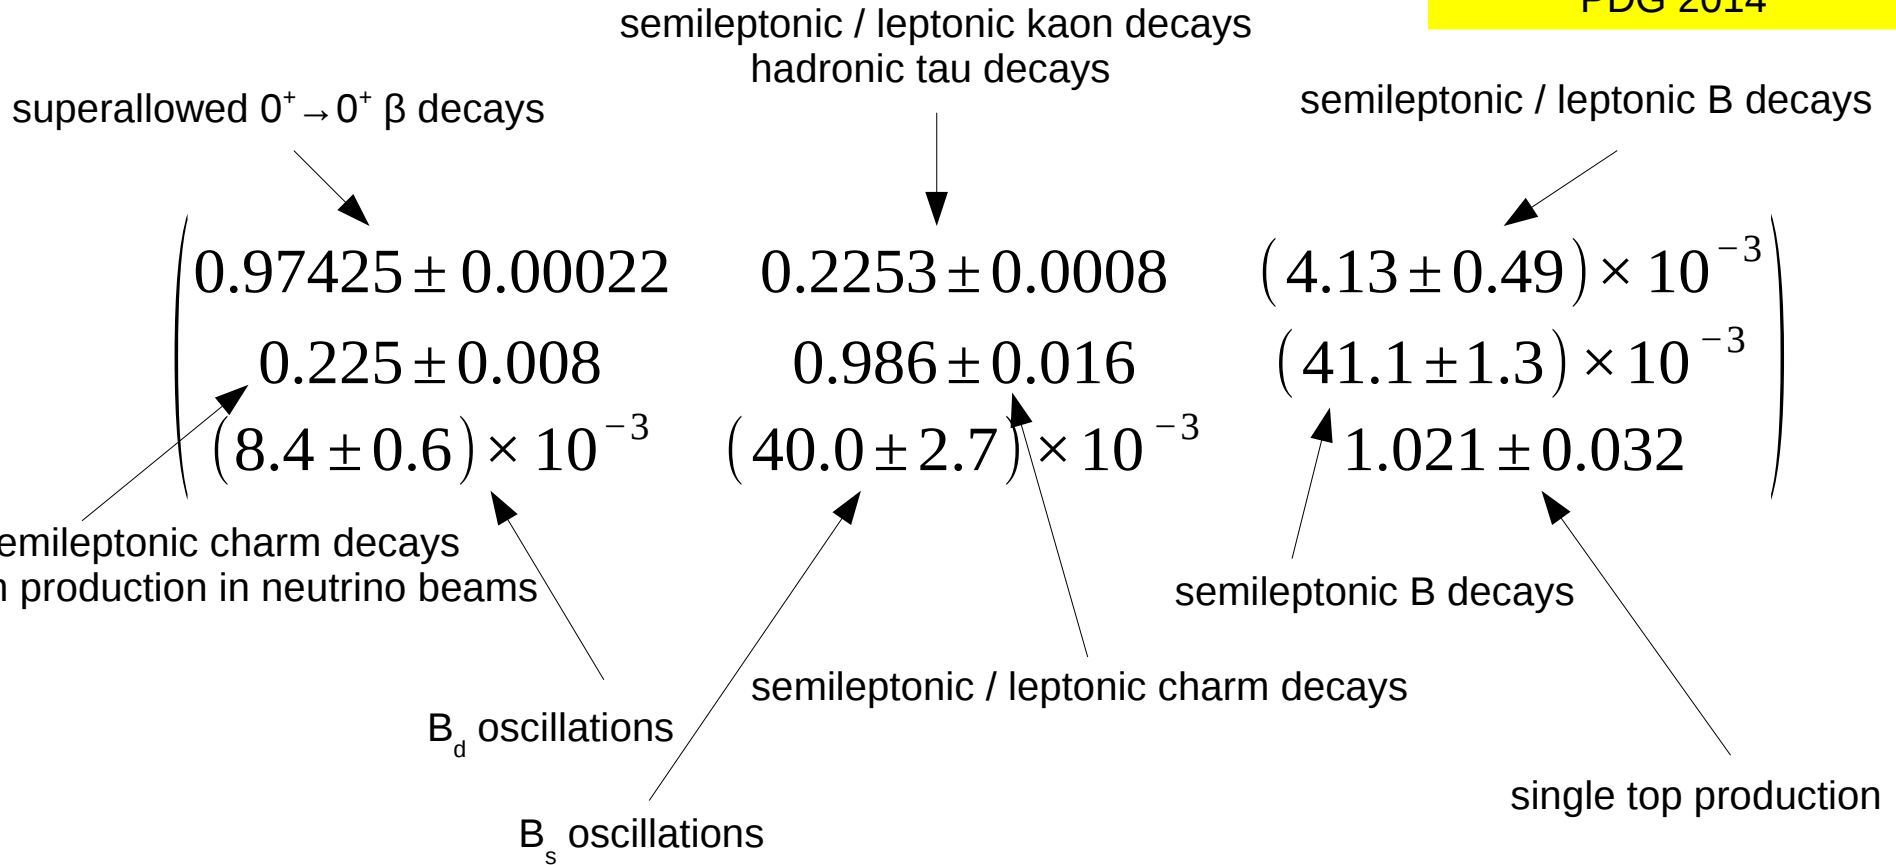 PDG 2014
semileptonic / leptonic kaon decays
hadronic tau decays
superallowed 0⁺→0⁺ β decays
semileptonic / leptonic B decays
0.97425 ± 0.00022 0.2253 ± 0.0008 (4.13 ± 0.49) × 10⁻³
0.225 ± 0.008 0.986 ± 0.016 (41.1 ± 1.3) × 10⁻³
(8.4 ± 0.6) × 10⁻³ (40.0 ± 2.7) × 10⁻³ 1.021 ± 0.032
emileptonic charm decays
production in neutrino beams
semileptonic B decays
semileptonic / leptonic charm decays
B_d oscillations
single top production
B_s oscillations